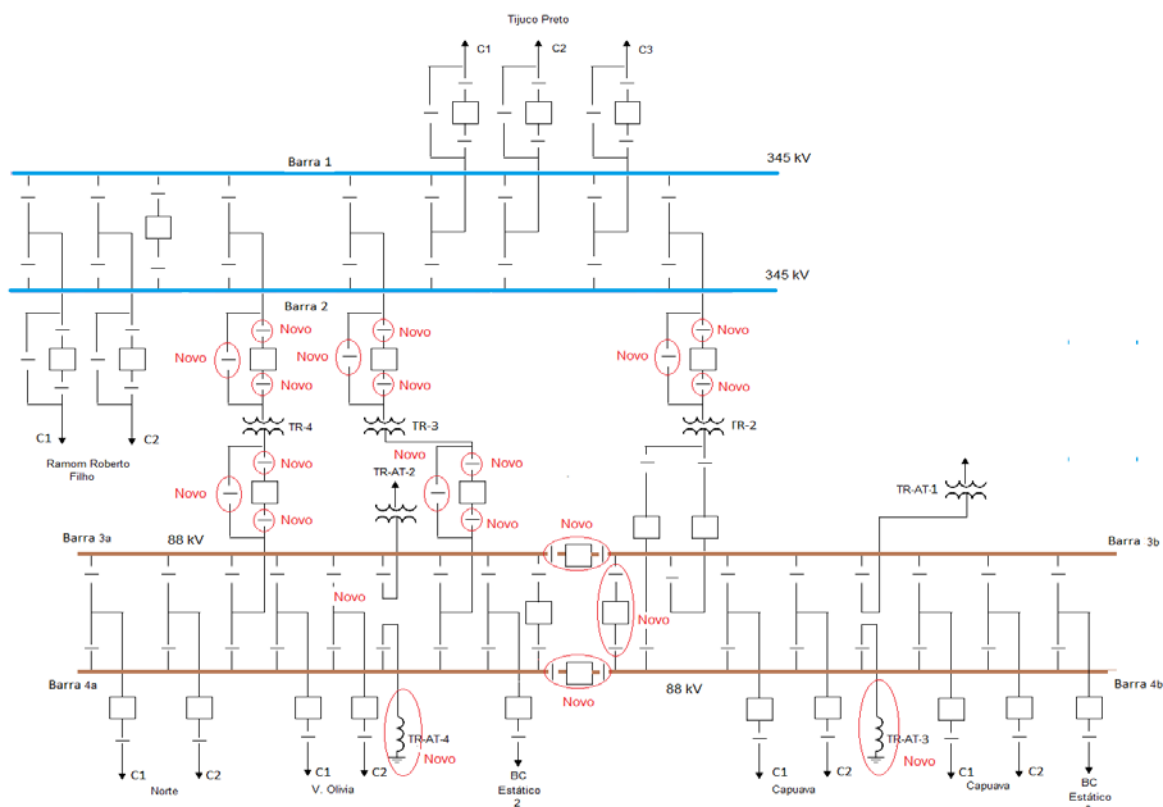 Tijuco Preto
C1
C2
C3
Barra 1
345 kV
345 kV
Barra 2
Novo
Novo
Novo
Novo
Novo
Novo
Novo
Novo
Novo
C1
C2
TR-4
TR-3
TR-2
Ramom Roberto
Filho
Novo
Novo
Novo
Novo
Novo
Novo
TR-AT-2
TR-AT-1
Barra 3a
88 kV
Novo
Barra 3b
Novo
Novo
Barra 4a
88 kV
Barra 4b
Novo
TR-AT-4
Novo
TR-AT-3
Novo
C1
C2
C1
C2
BC
Estático
2
C1
C2
C1
C2
BC
Estático
Norte
V. Olivia
Capuava
Capuava